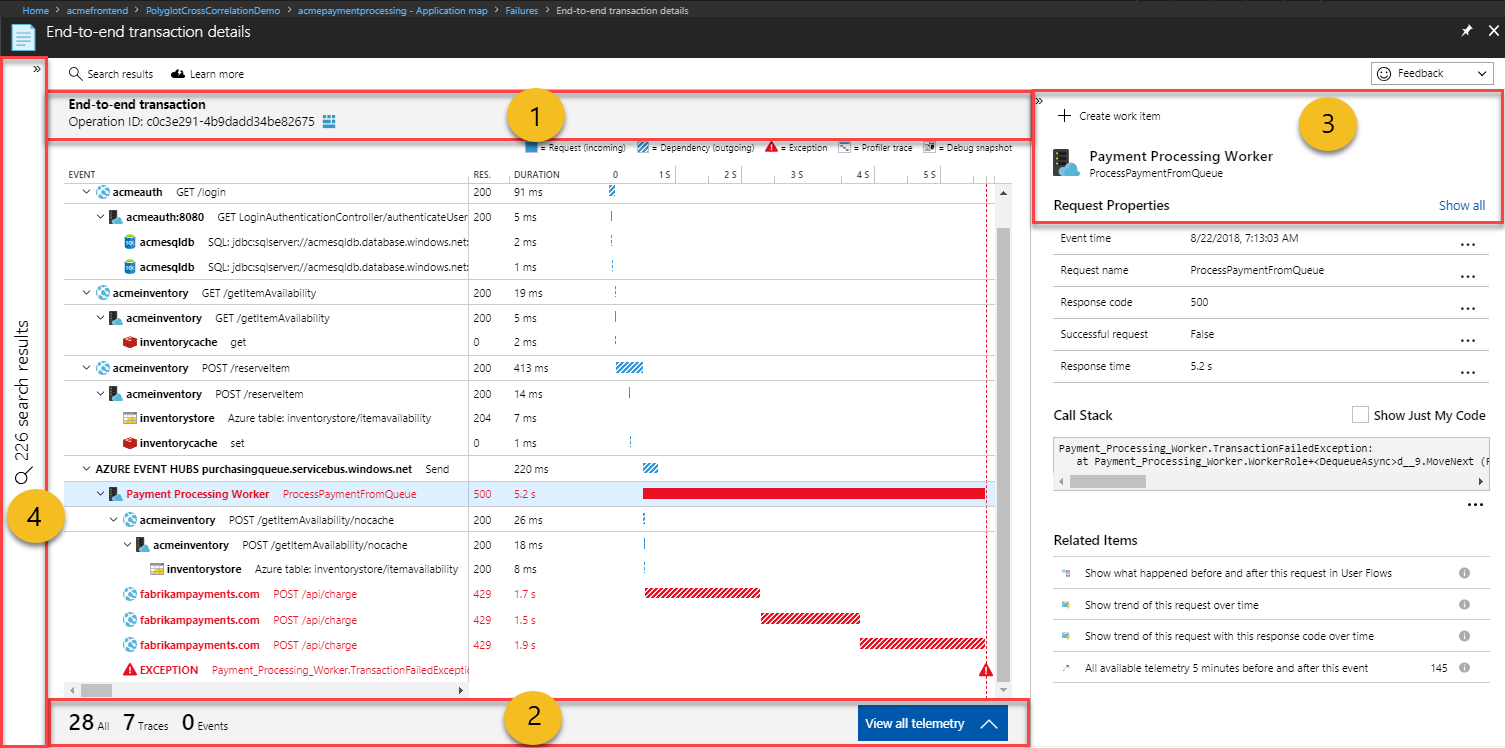 Home > acmefrontend > PolyglotCrossCorrelationDemo > acmepaymentprocessing - Application map > Failures > End-to-end transaction details
End-to-end transaction details
Search results Learn more
Feedback
End-to-end transaction
Operation ID: c0c3e291-4b9dadd34be82675
1
= Request (incoming) = Dependency (outgoing) = Exception = Profiler trace = Debug snapshot
EVENT RES. DURATION 0 1 S 2 S 3 S 4 S 5 S
acmeauth GET /login 200 91 ms
acmeauth:8080 GET LoginAuthenticationController/authenticateUser 200 5 ms
acmesqldb SQL: jdbc:sqlserver://acmesqldb.database.windows.net: 2 ms
acmesqldb SQL: jdbc:sqlserver://acmesqldb.database.windows.net: 1 ms
acmeinventory GET /getItemAvailability 200 19 ms
acmeinventory GET /getItemAvailability 200 5 ms
inventorycache get 0 2 ms
acmeinventory POST /reserveItem 200 413 ms
acmeinventory POST /reserveItem 200 14 ms
inventorystore Azure table: inventorystore/itemavailability 204 7 ms
inventorycache set 0 1 ms
AZURE EVENT HUBS purchasingqueue.servicebus.windows.net Send 220 ms
Payment Processing Worker ProcessPaymentFromQueue 500 5.2 s
acmeinventory POST /getItemAvailability/nocache 200 26 ms
acmeinventory POST /getItemAvailability/nocache 200 18 ms
inventorystore Azure table: inventorystore/itemavailability 200 8 ms
fabrikampayments.com POST /api/charge 429 1.7 s
fabrikampayments.com POST /api/charge 429 1.5 s
fabrikampayments.com POST /api/charge 429 1.9 s
EXCEPTION Payment_Processing_Worker.TransactionFailedExceptio
28 All 7 Traces 0 Events
2
View all telemetry
226 search results
4
Create work item
3
Payment Processing Worker
ProcessPaymentFromQueue
Request Properties Show all
Event time 8/22/2018, 7:13:03 AM ...
Request name ProcessPaymentFromQueue ...
Response code 500 ...
Successful request False ...
Response time 5.2 s ...
Call Stack Show Just My Code
Payment_Processing_Worker.TransactionFailedException:
at Payment_Processing_Worker.WorkerRole+<DequeueAsync>d__9.MoveNext (
...
Related Items
Show what happened before and after this request in User Flows
Show trend of this request over time
Show trend of this request with this response code over time
All available telemetry 5 minutes before and after this event 145